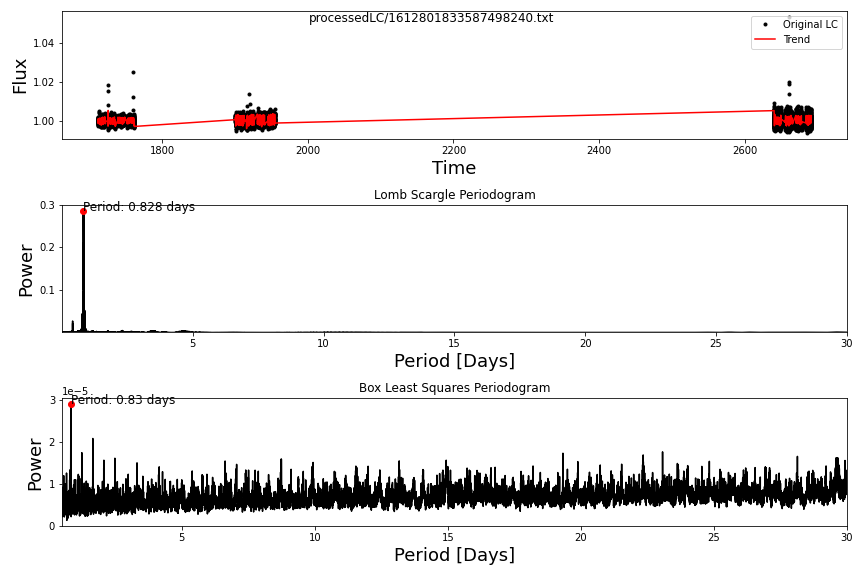 processedLC/1612801833587498240.txt
Original LC
Trend
Flux
1.04
1.02
1.00
1800
2000
2200
2400
2600
Time
Lomb Scargle Periodogram
Period: 0.828 days
Power
0.3
0.2
0.1
5
10
15
20
25
30
Period [Days]
Box Least Squares Periodogram
1e−5
Period: 0.83 days
Power
3
2
1
0
5
10
15
20
25
30
Period [Days]